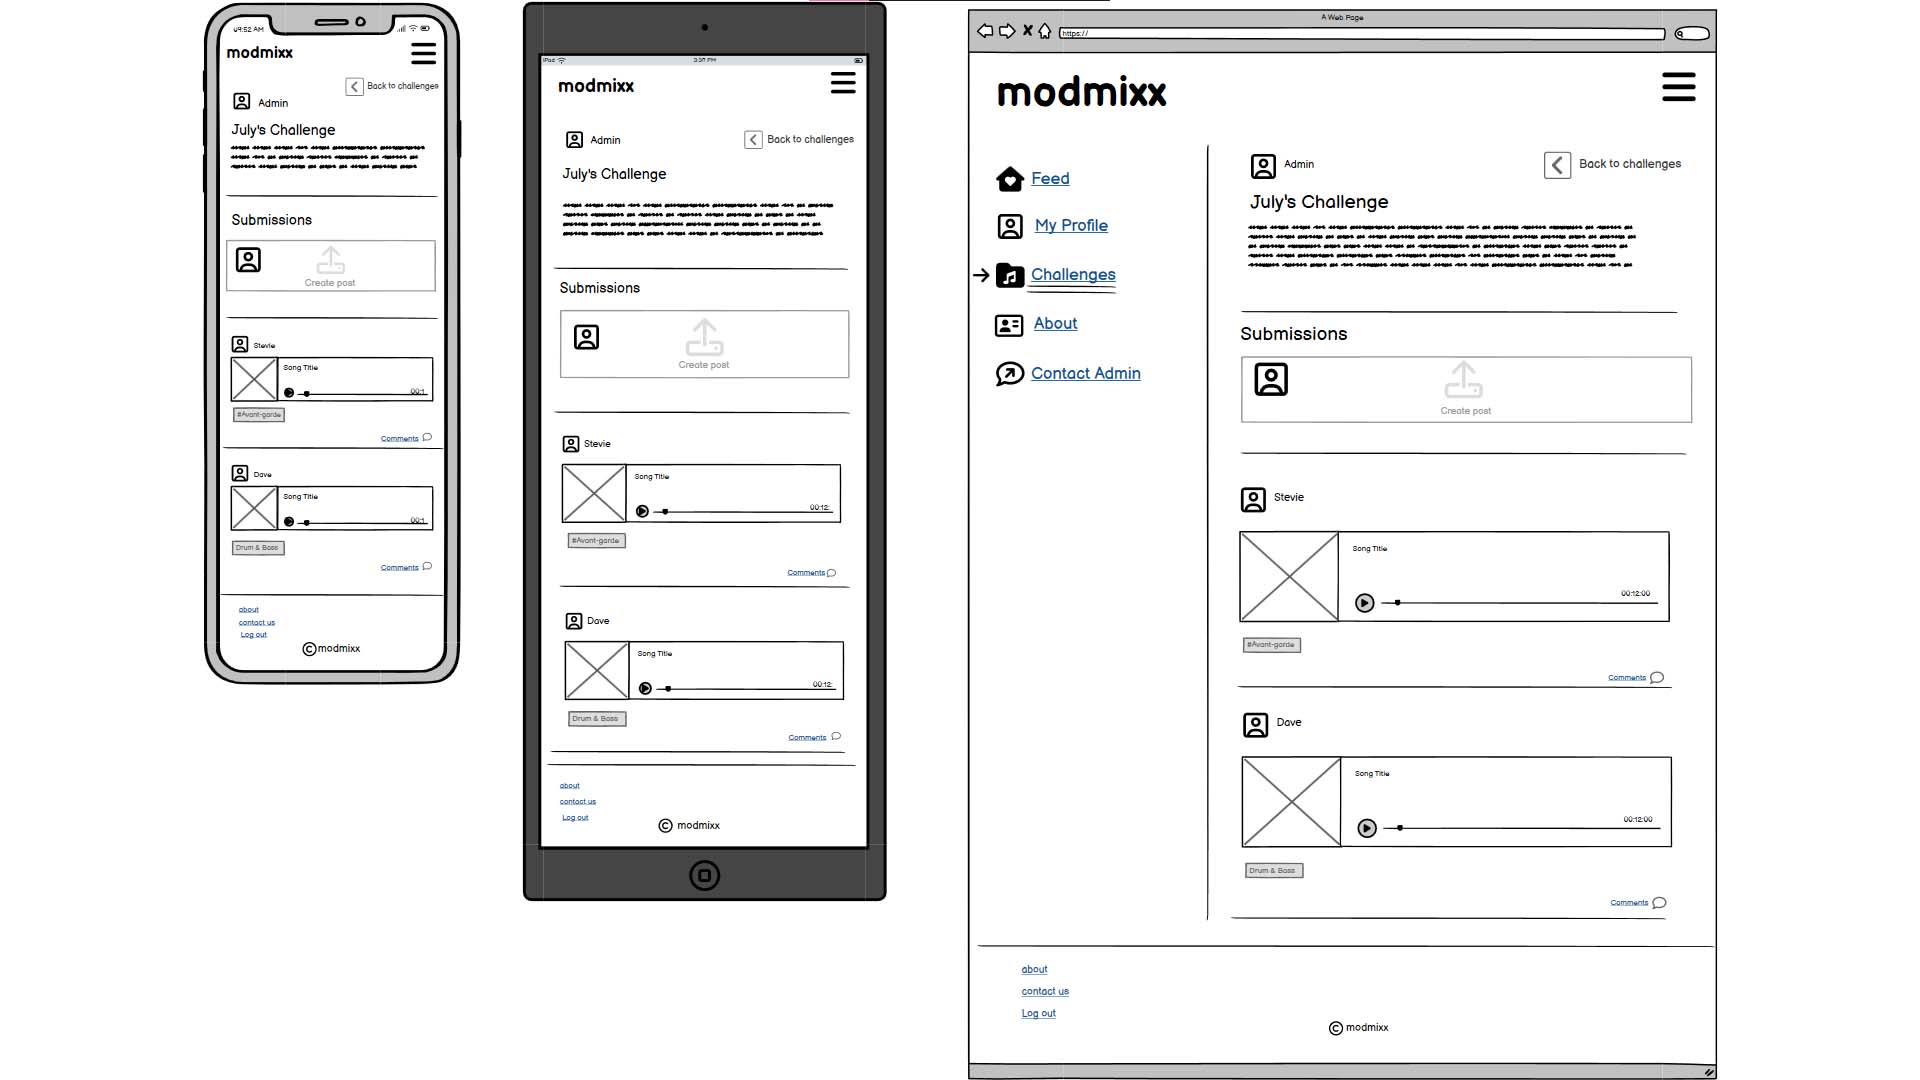 09:52 AM
modmixx
Back to challenges
Admin
July's Challenge
Submissions
Create post
Stevie
Song Title
00:1
#Avant-garde
Comments
Dave
Song Title
00:1
Drum & Bass
Comments
about
contact us
Log out
© modmixx
iPad
3:39 PM
modmixx
Admin
Back to challenges
July's Challenge
Submissions
Create post
Stevie
Song Title
00:12:
#Avant-garde
Comments
Dave
Song Title
00:12:
Drum & Bass
Comments
about
contact us
Log out
© modmixx
A Web Page
https://
modmixx
Feed
My Profile
Challenges
About
Contact Admin
Admin
Back to challenges
July's Challenge
Submissions
Create post
Stevie
Song Title
00:12:00
#Avant-garde
Comments
Dave
Song Title
00:12:00
Drum & Bass
Comments
about
contact us
Log out
© modmixx